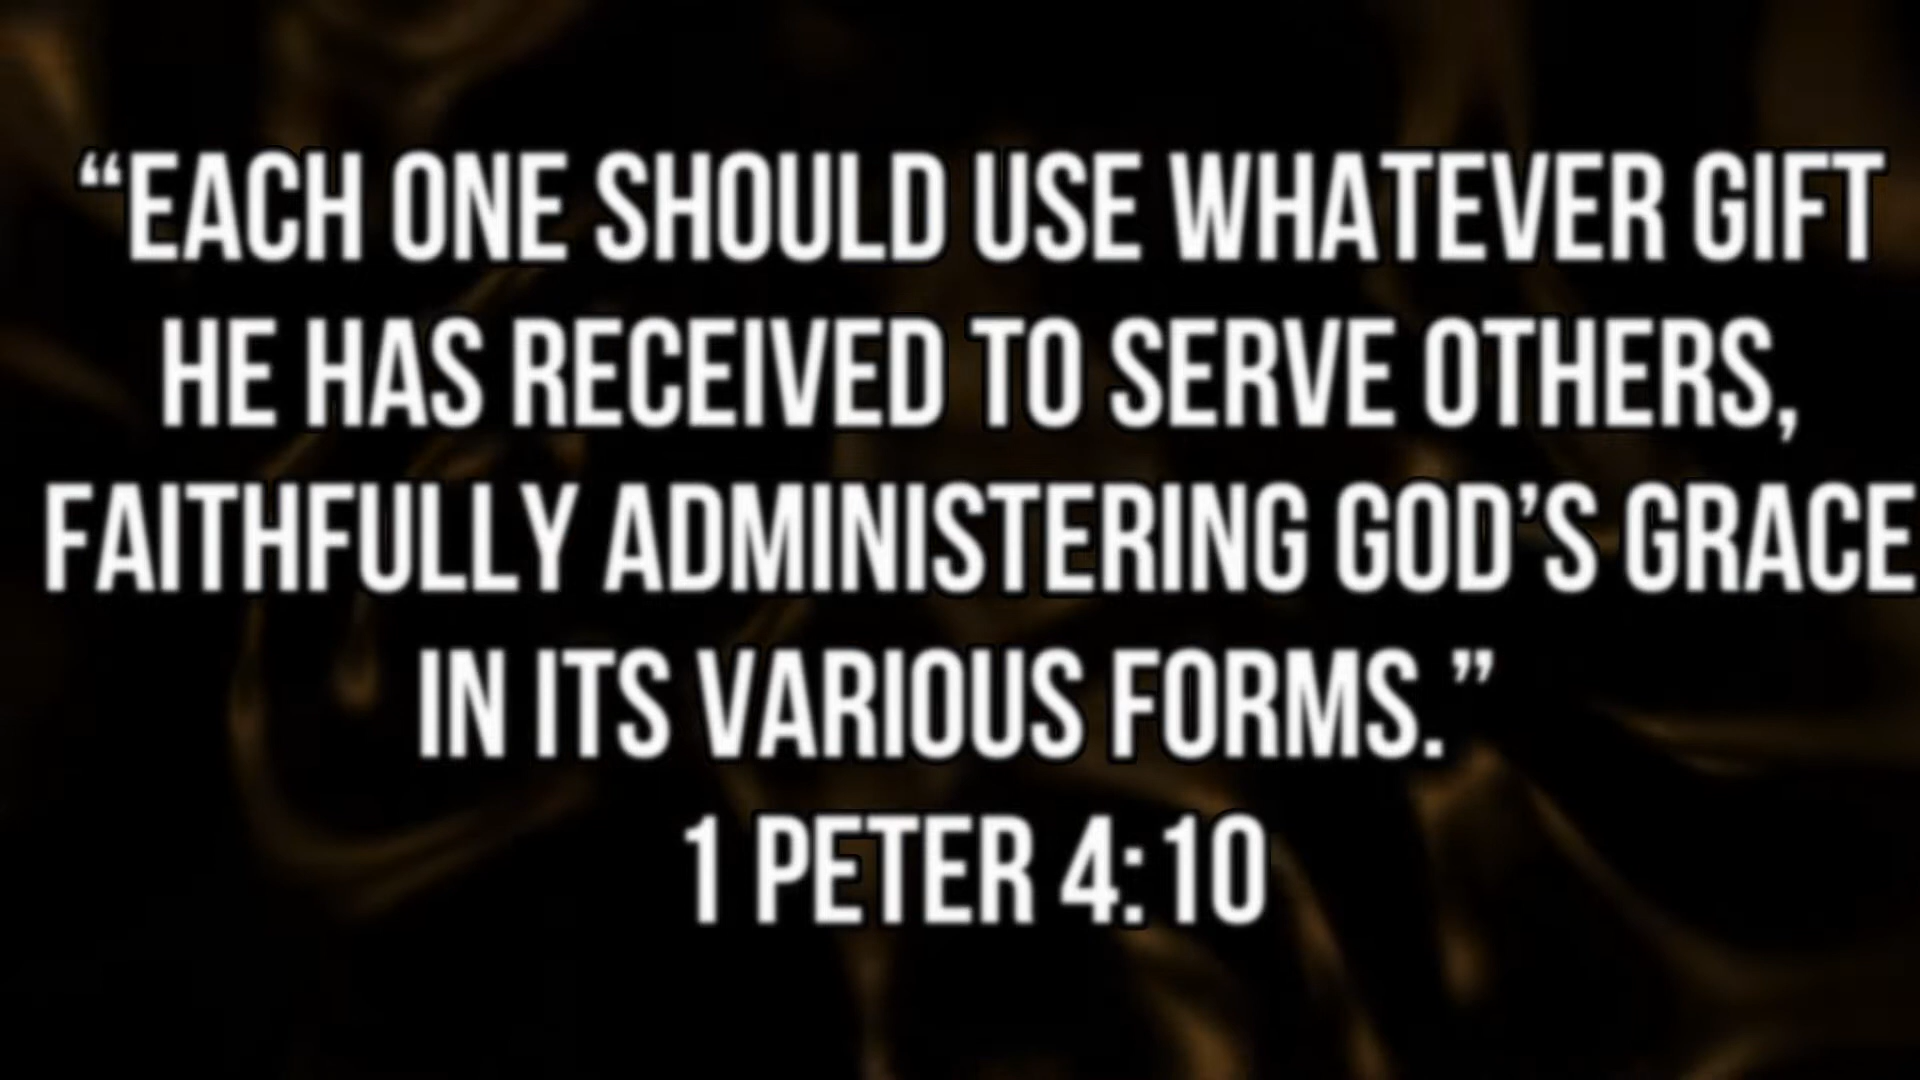 “EACH ONE SHOULD USE WHATEVER GIFT
HE HAS RECEIVED TO SERVE OTHERS,
FAITHFULLY ADMINISTERING GOD’S GRACE
IN ITS VARIOUS FORMS.”
1 PETER 4:10